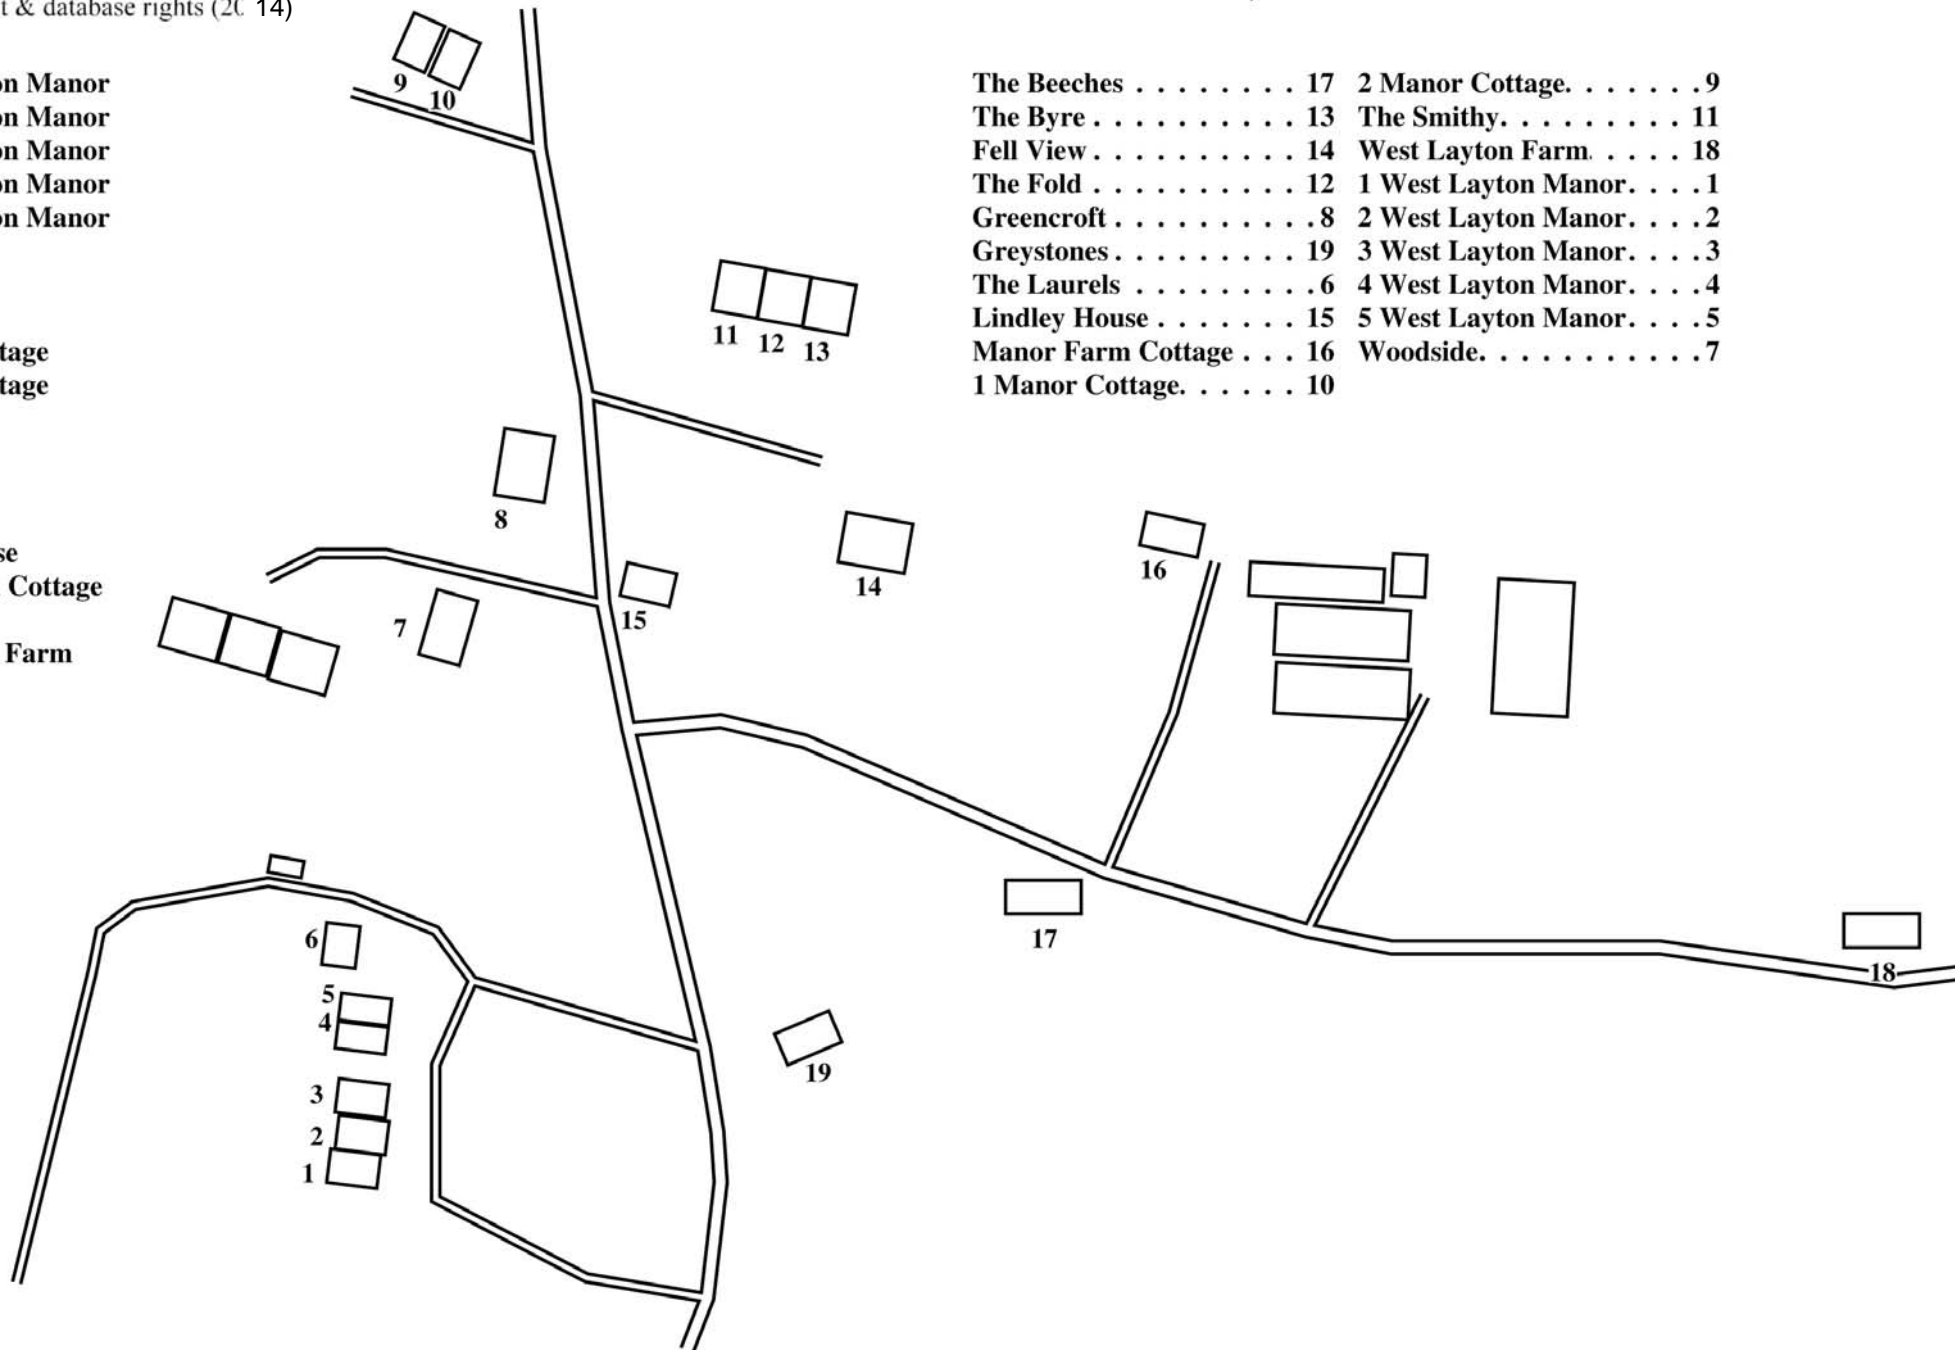 t & database rights (20 14)
on Manor
on Manor
on Manor
on Manor
on Manor
tage
tage
se
Cottage
Farm
The Beeches . . . . . . . . 17
The Byre . . . . . . . . . . 13
Fell View . . . . . . . . . . 14
The Fold . . . . . . . . . . 12
Greencroft . . . . . . . . . . 8
Greystones . . . . . . . . . 19
The Laurels . . . . . . . . . 6
Lindley House . . . . . . . 15
Manor Farm Cottage . . . 16
1 Manor Cottage. . . . . . 10
2 Manor Cottage. . . . . . . 9
The Smithy. . . . . . . . . 11
West Layton Farm. . . . . 18
1 West Layton Manor. . . . 1
2 West Layton Manor. . . . 2
3 West Layton Manor. . . . 3
4 West Layton Manor. . . . 4
5 West Layton Manor. . . . 5
Woodside. . . . . . . . . . . 7
9
10
11
12
13
8
14
16
7
15
6
17
18
5
4
19
3
2
1